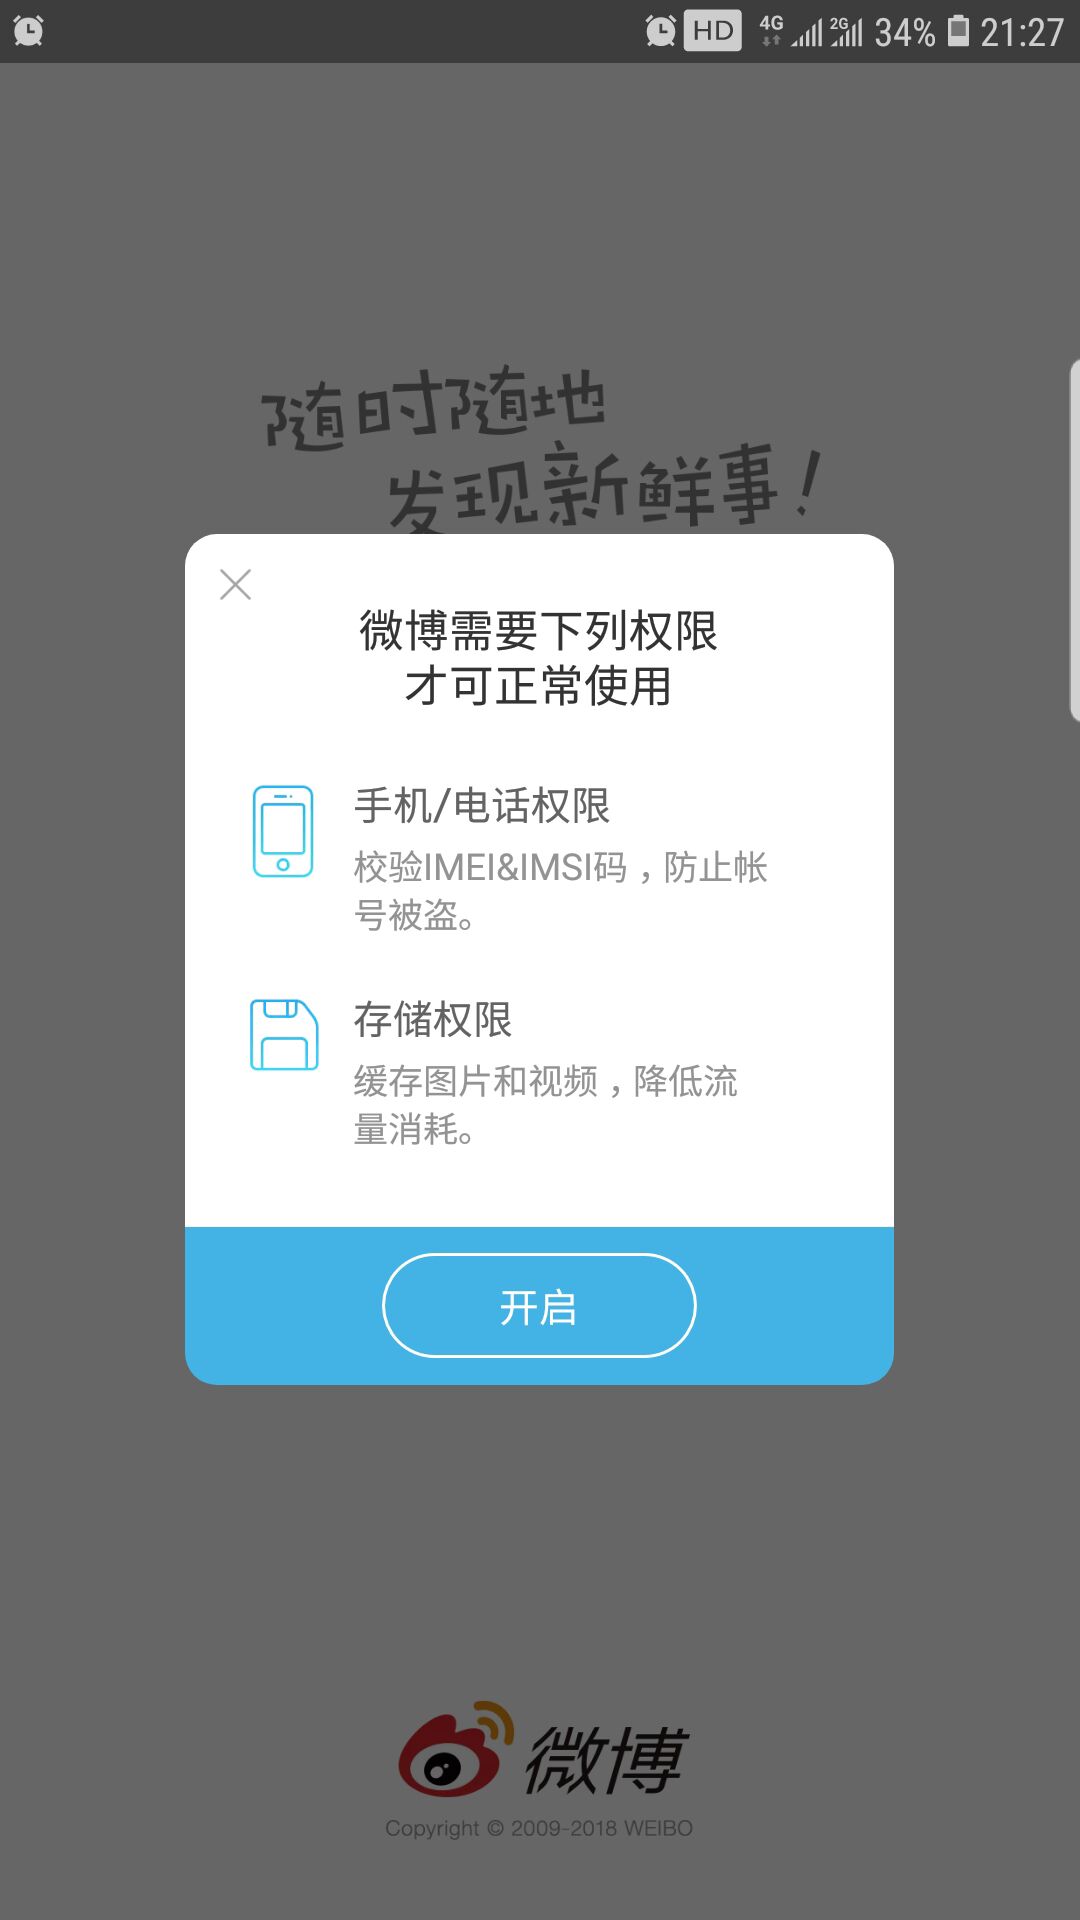 HD 4G 2G 34% 21:27
随时随地
发现新鲜事!
微博需要下列权限
才可正常使用
手机/电话权限
校验IMEI&IMSI码，防止帐
号被盗。
存储权限
缓存图片和视频，降低流
量消耗。
开启
微博
Copyright © 2009-2018 WEIBO